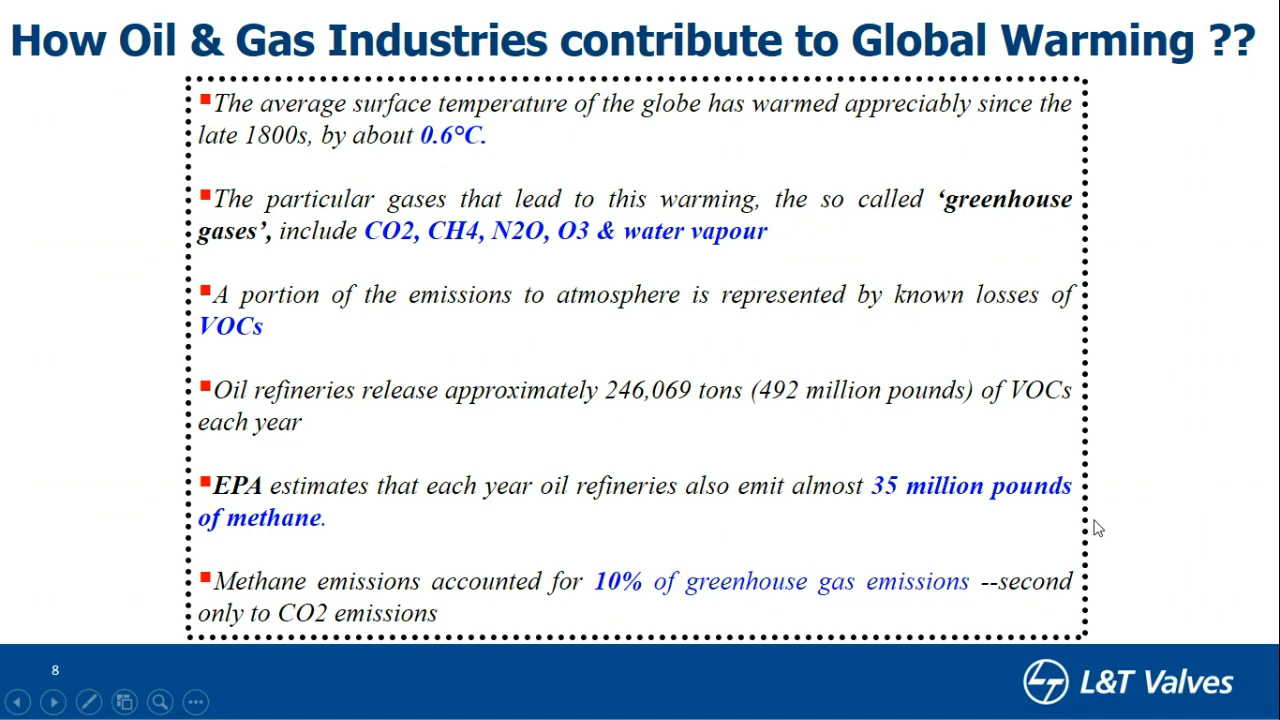 How Oil & Gas Industries contribute to Global Warming ??
The average surface temperature of the globe has warmed appreciably since the
late 1800s, by about 0.6°C.
The particular gases that lead to this warming, the so called ‘greenhouse
gases’, include CO2, CH4, N2O, O3 & water vapour
A portion of the emissions to atmosphere is represented by known losses of
VOCs
Oil refineries release approximately 246,069 tons (492 million pounds) of VOCs
each year
EPA estimates that each year oil refineries also emit almost 35 million pounds
of methane.
Methane emissions accounted for 10% of greenhouse gas emissions --second
only to CO2 emissions
8
L&T Valves